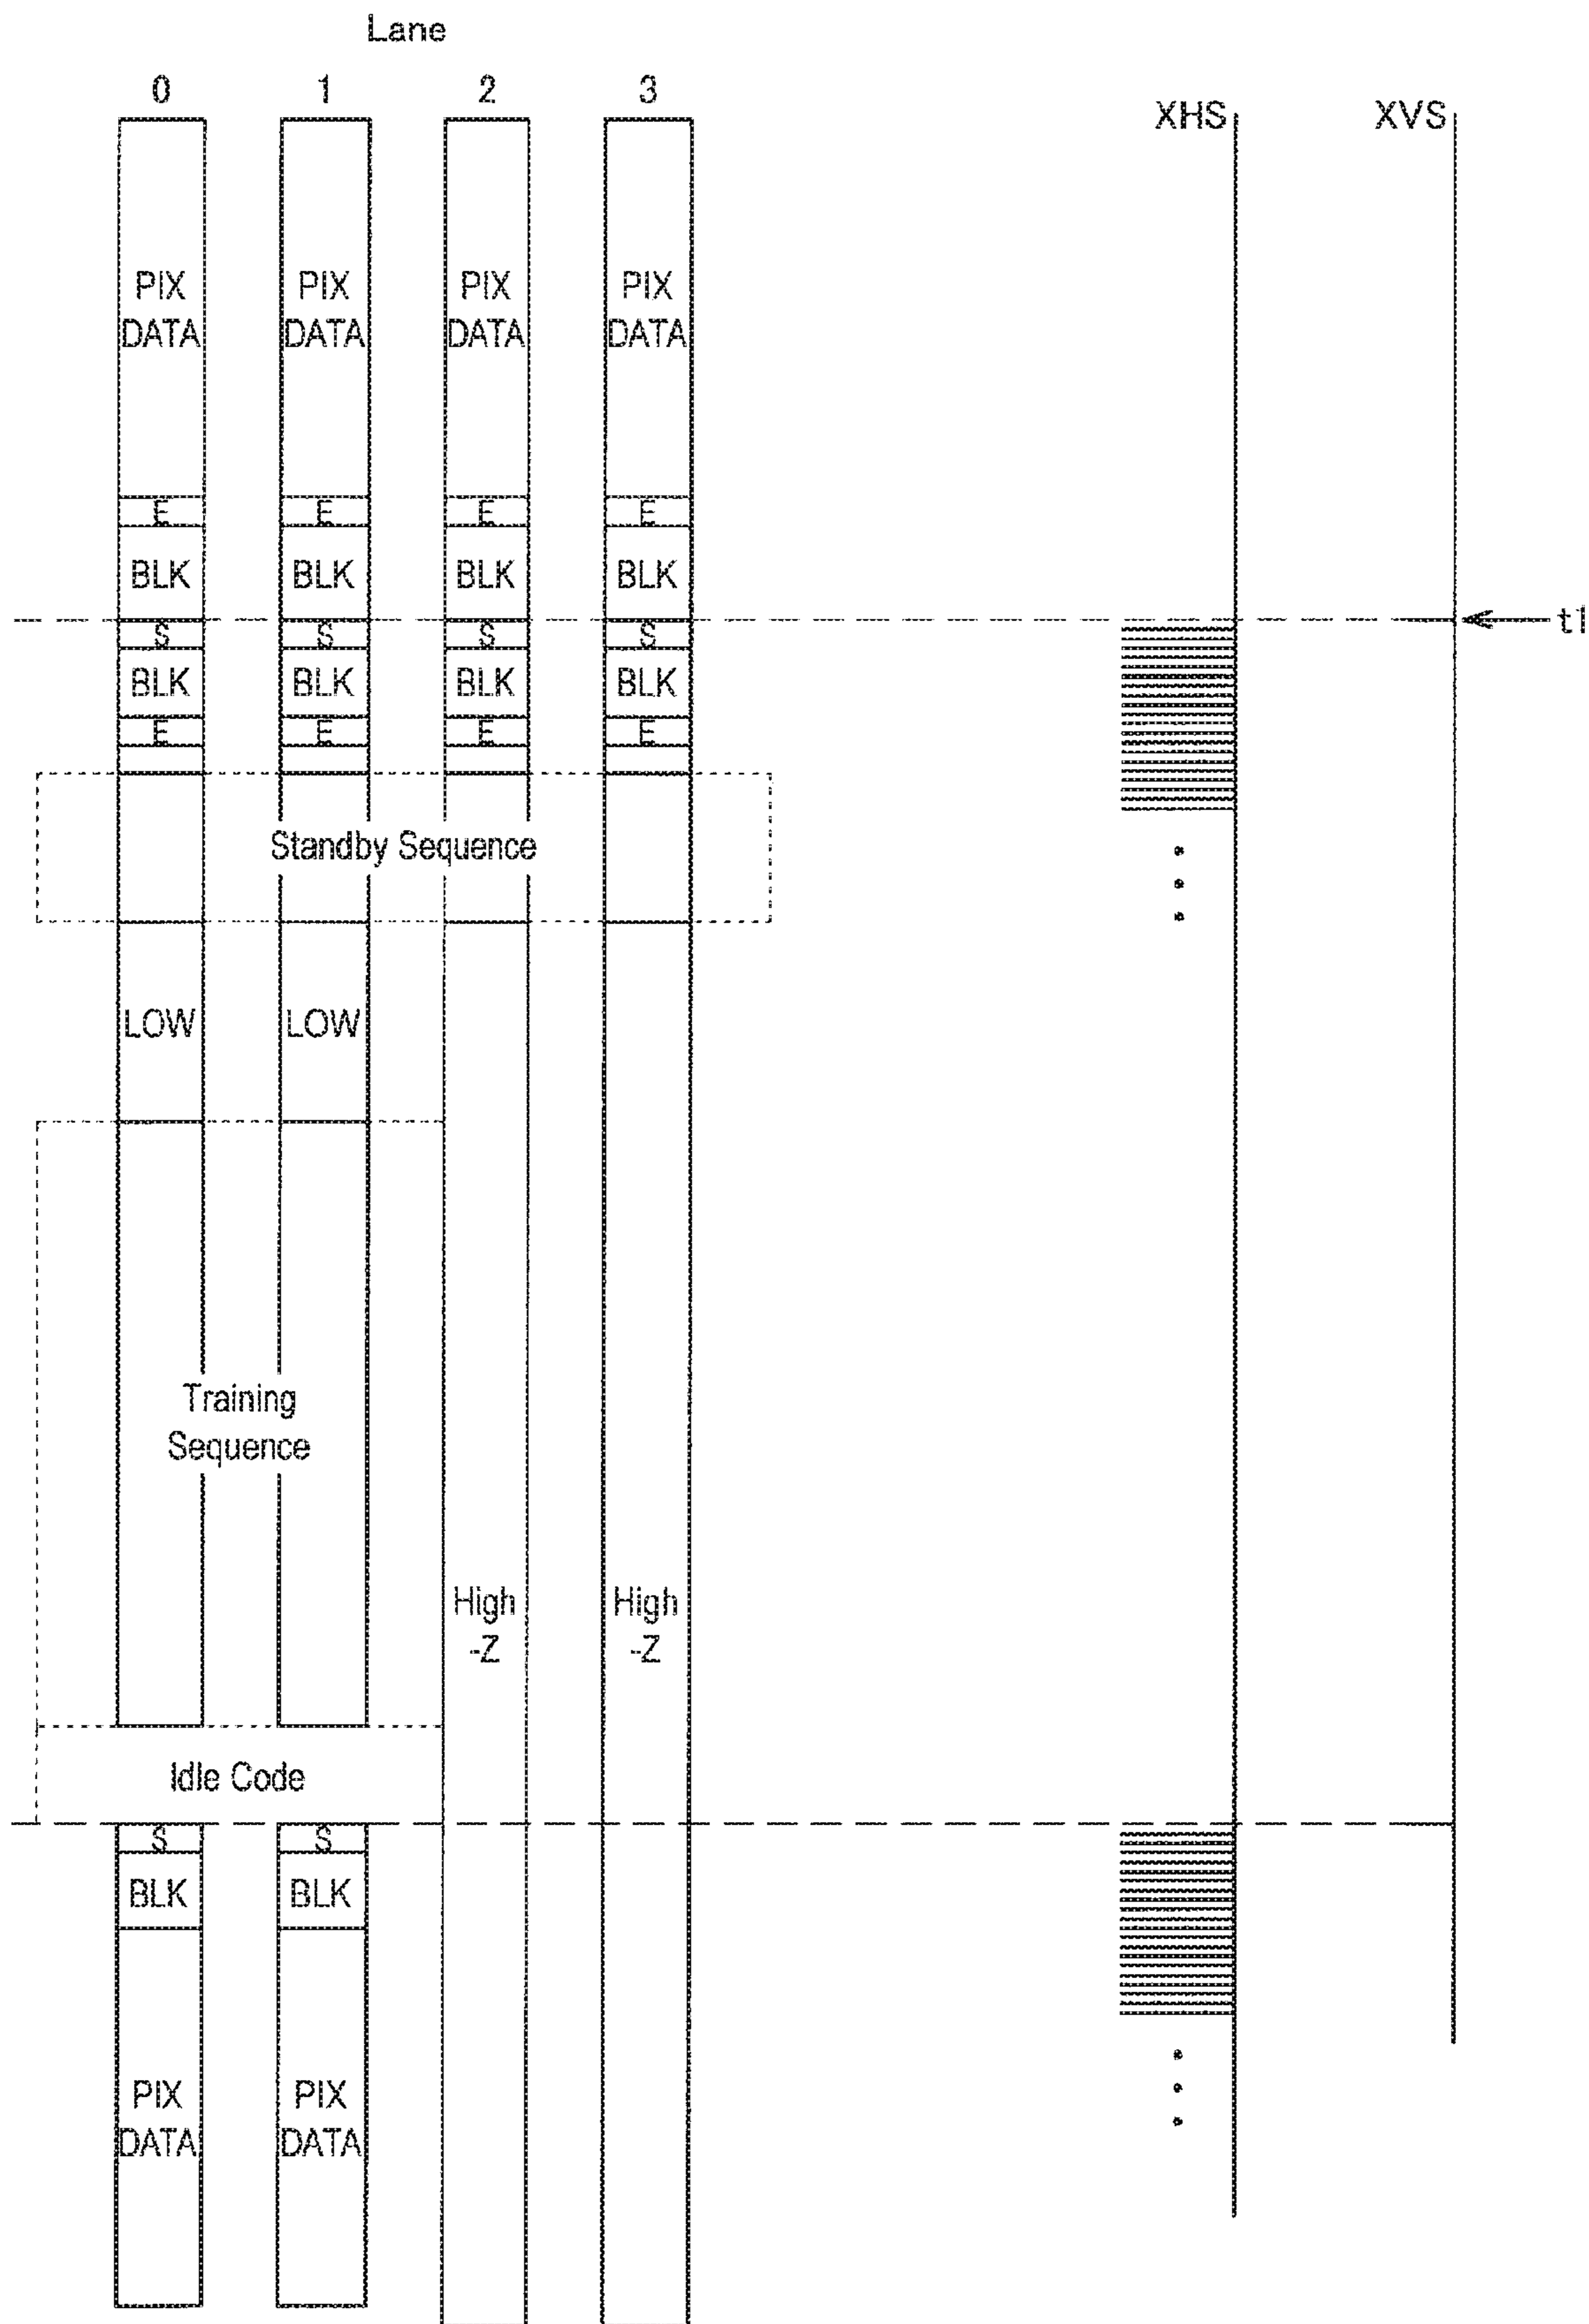 Lane
0 1 2 3
XHS XVS
PIX PIX PIX PIX
DATA DATA DATA DATA
E E E E
BLK BLK BLK BLK
t1
S S S S
BLK BLK BLK BLK
E E E E
Standby Sequence
LOW LOW
Training
Sequence
High High
-Z -Z
Idle Code
S S
BLK BLK
PIX PIX
DATA DATA